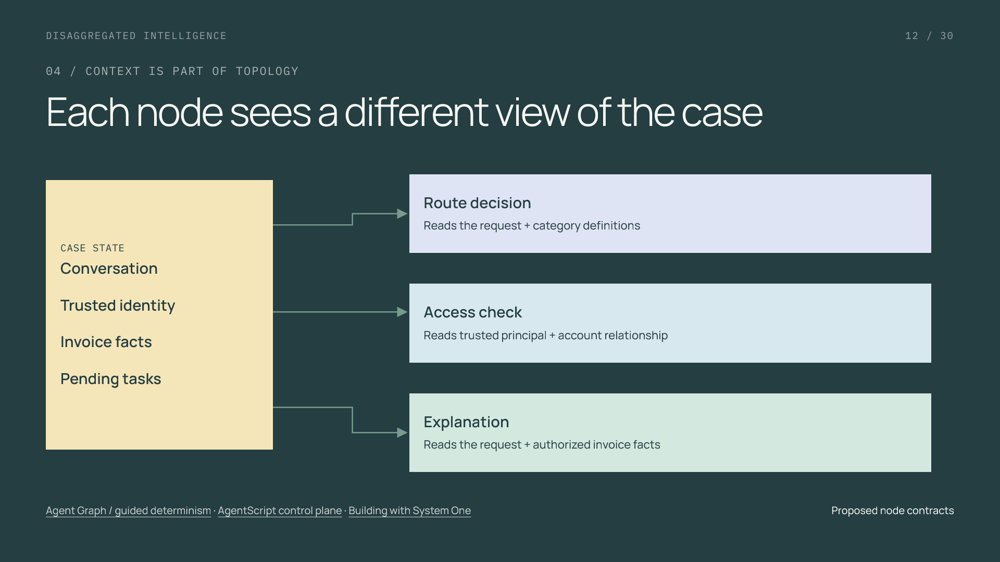 DISAGGREGATED INTELLIGENCE
12 / 30
04 / CONTEXT IS PART OF TOPOLOGY
Each node sees a different view of the case
CASE STATE
Conversation
Trusted identity
Invoice facts
Pending tasks
Route decision
Reads the request + category definitions
Access check
Reads trusted principal + account relationship
Explanation
Reads the request + authorized invoice facts
Agent Graph / guided determinism · AgentScript control plane · Building with System One
Proposed node contracts